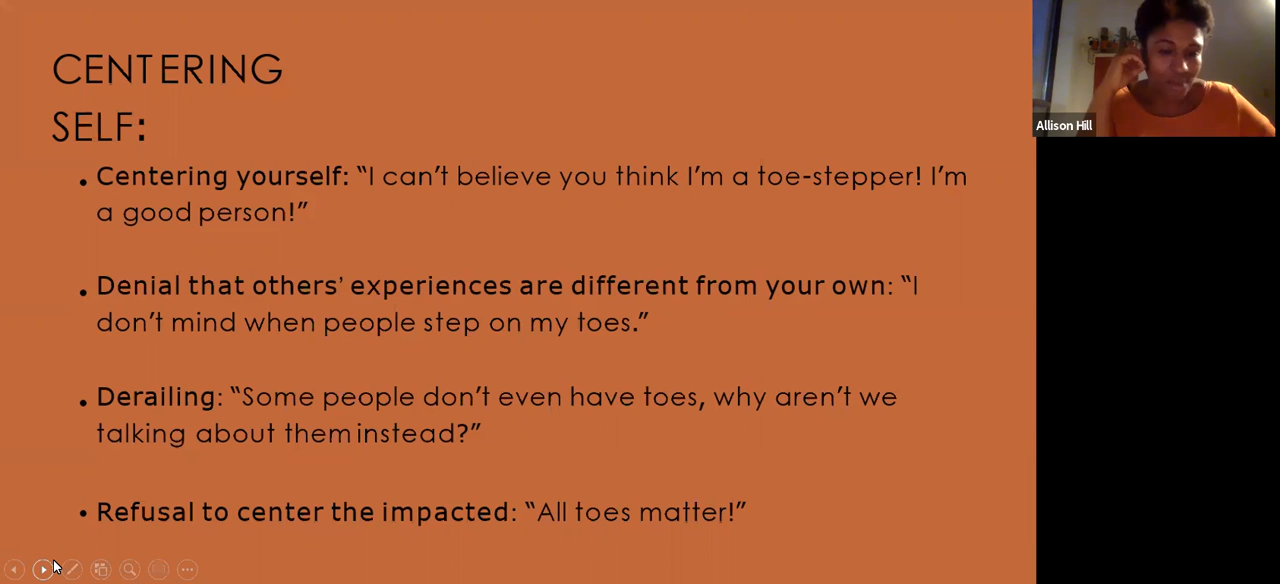 CENTERING
SELF:
• Centering yourself: “I can’t believe you think I’m a toe-stepper! I’m
a good person!”
• Denial that others’ experiences are different from your own: “I
don’t mind when people step on my toes.”
• Derailing: “Some people don’t even have toes, why aren’t we
talking about them instead?”
• Refusal to center the impacted: “All toes matter!”
Allison Hill